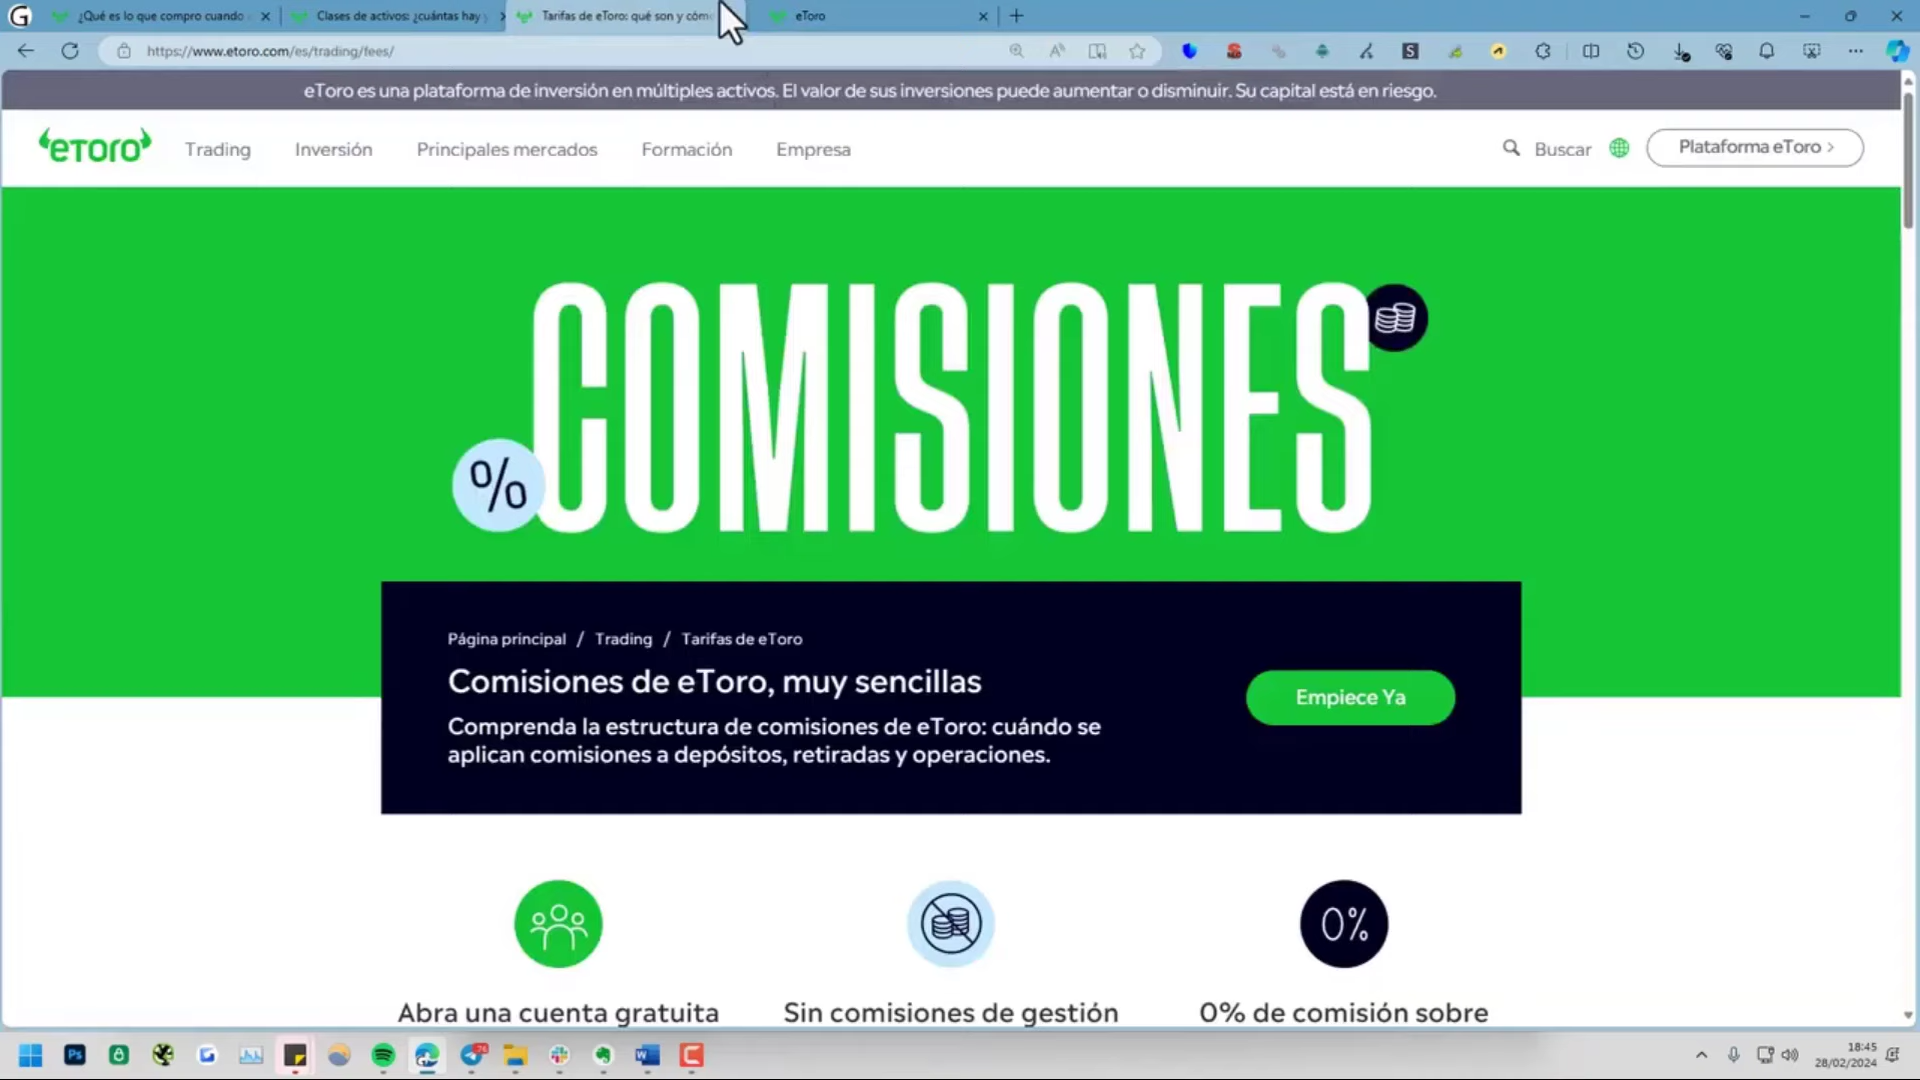 ¿Qué es lo que compro cuando
Clases de activos: ¿cuántas hay
Tarifas de eToro: qué son y cóm
eToro
https://www.etoro.com/es/trading/fees/
eToro es una plataforma de inversión en múltiples activos. El valor de sus inversiones puede aumentar o disminuir. Su capital está en riesgo.
eToro
Trading
Inversión
Principales mercados
Formación
Empresa
Buscar
Plataforma eToro >
COMISIONES
%
Página principal / Trading / Tarifas de eToro
Comisiones de eToro, muy sencillas
Comprenda la estructura de comisiones de eToro: cuándo se
aplican comisiones a depósitos, retiradas y operaciones.
Empiece Ya
0%
Abra una cuenta gratuita
Sin comisiones de gestión
0% de comisión sobre
18:45
28/02/2024